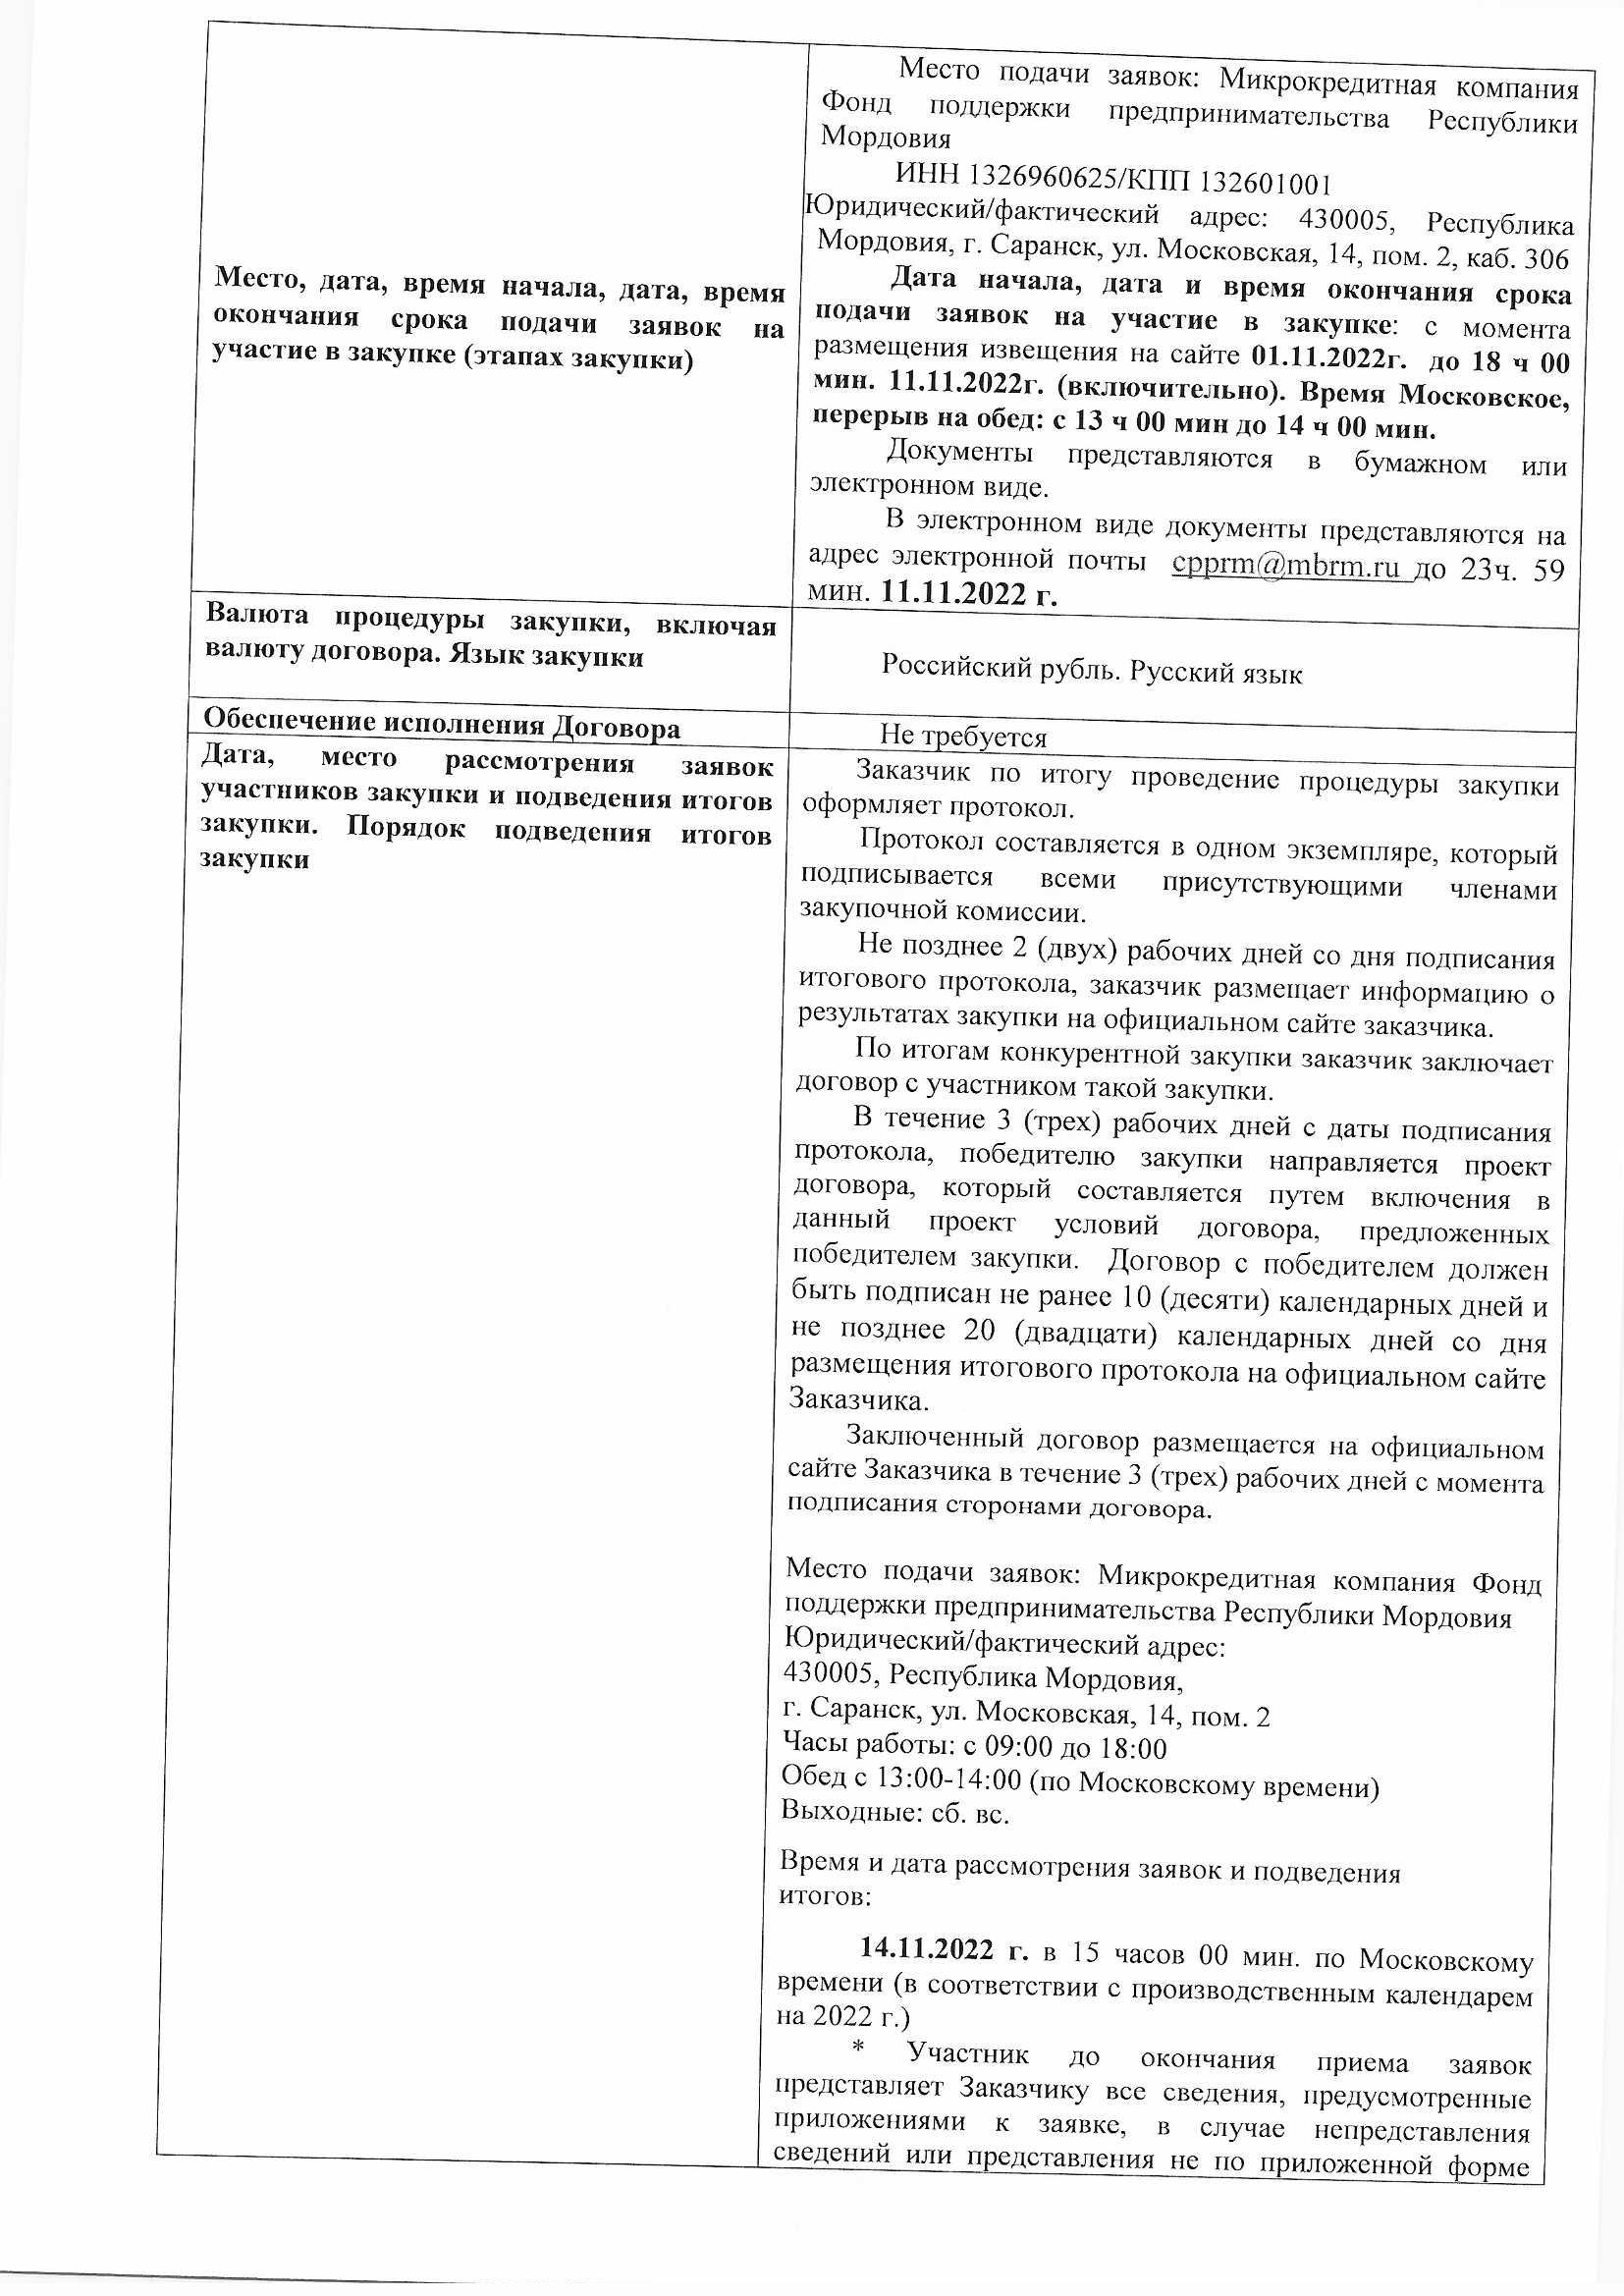 Место, дата, время начала, дата, время
окончания срока подачи заявок на
участие в закупке (этапах закупки)
Место подачи заявок: Микрокредитная компания
Фонд поддержки предпринимательства Республики
Мордовия
ИНН 1326960625/КПП 132601001
Юридический/фактический адрес: 430005, Республика
Мордовия, г. Саранск, ул. Московская, 14, пом. 2, каб. 306
Дата начала, дата и время окончания срока
подачи заявок на участие в закупке: с момента
размещения извещения на сайте 01.11.2022г. до 18 ч 00
мин. 11.11.2022г. (включительно). Время Московское,
перерыв на обед: с 13 ч 00 мин до 14 ч 00 мин.
Документы представляются в бумажном или
электронном виде.
В электронном виде документы представляются на
адрес электронной почты cpprm@mbrm.ru до 23ч. 59
мин. 11.11.2022 г.
Валюта процедуры закупки, включая
валюту договора. Язык закупки
Российский рубль. Русский язык
Обеспечение исполнения Договора
Не требуется
Дата, место рассмотрения заявок
участников закупки и подведения итогов
закупки. Порядок подведения итогов
закупки
Заказчик по итогу проведение процедуры закупки
оформляет протокол.
Протокол составляется в одном экземпляре, который
подписывается всеми присутствующими членами
закупочной комиссии.
Не позднее 2 (двух) рабочих дней со дня подписания
итогового протокола, заказчик размещает информацию о
результатах закупки на официальном сайте заказчика.
По итогам конкурентной закупки заказчик заключает
договор с участником такой закупки.
В течение 3 (трех) рабочих дней с даты подписания
протокола, победителю закупки направляется проект
договора, который составляется путем включения в
данный проект условий договора, предложенных
победителем закупки. Договор с победителем должен
быть подписан не ранее 10 (десяти) календарных дней и
не позднее 20 (двадцати) календарных дней со дня
размещения итогового протокола на официальном сайте
Заказчика.
Заключенный договор размещается на официальном
сайте Заказчика в течение 3 (трех) рабочих дней с момента
подписания сторонами договора.
Место подачи заявок: Микрокредитная компания Фонд
поддержки предпринимательства Республики Мордовия
Юридический/фактический адрес:
430005, Республика Мордовия,
г. Саранск, ул. Московская, 14, пом. 2
Часы работы: с 09:00 до 18:00
Обед с 13:00-14:00 (по Московскому времени)
Выходные: сб. вс.
Время и дата рассмотрения заявок и подведения
итогов:
14.11.2022 г. в 15 часов 00 мин. по Московскому
времени (в соответствии с производственным календарем
на 2022 г.)
* Участник до окончания приема заявок
представляет Заказчику все сведения, предусмотренные
приложениями к заявке, в случае непредставления
сведений или представления не по приложенной форме